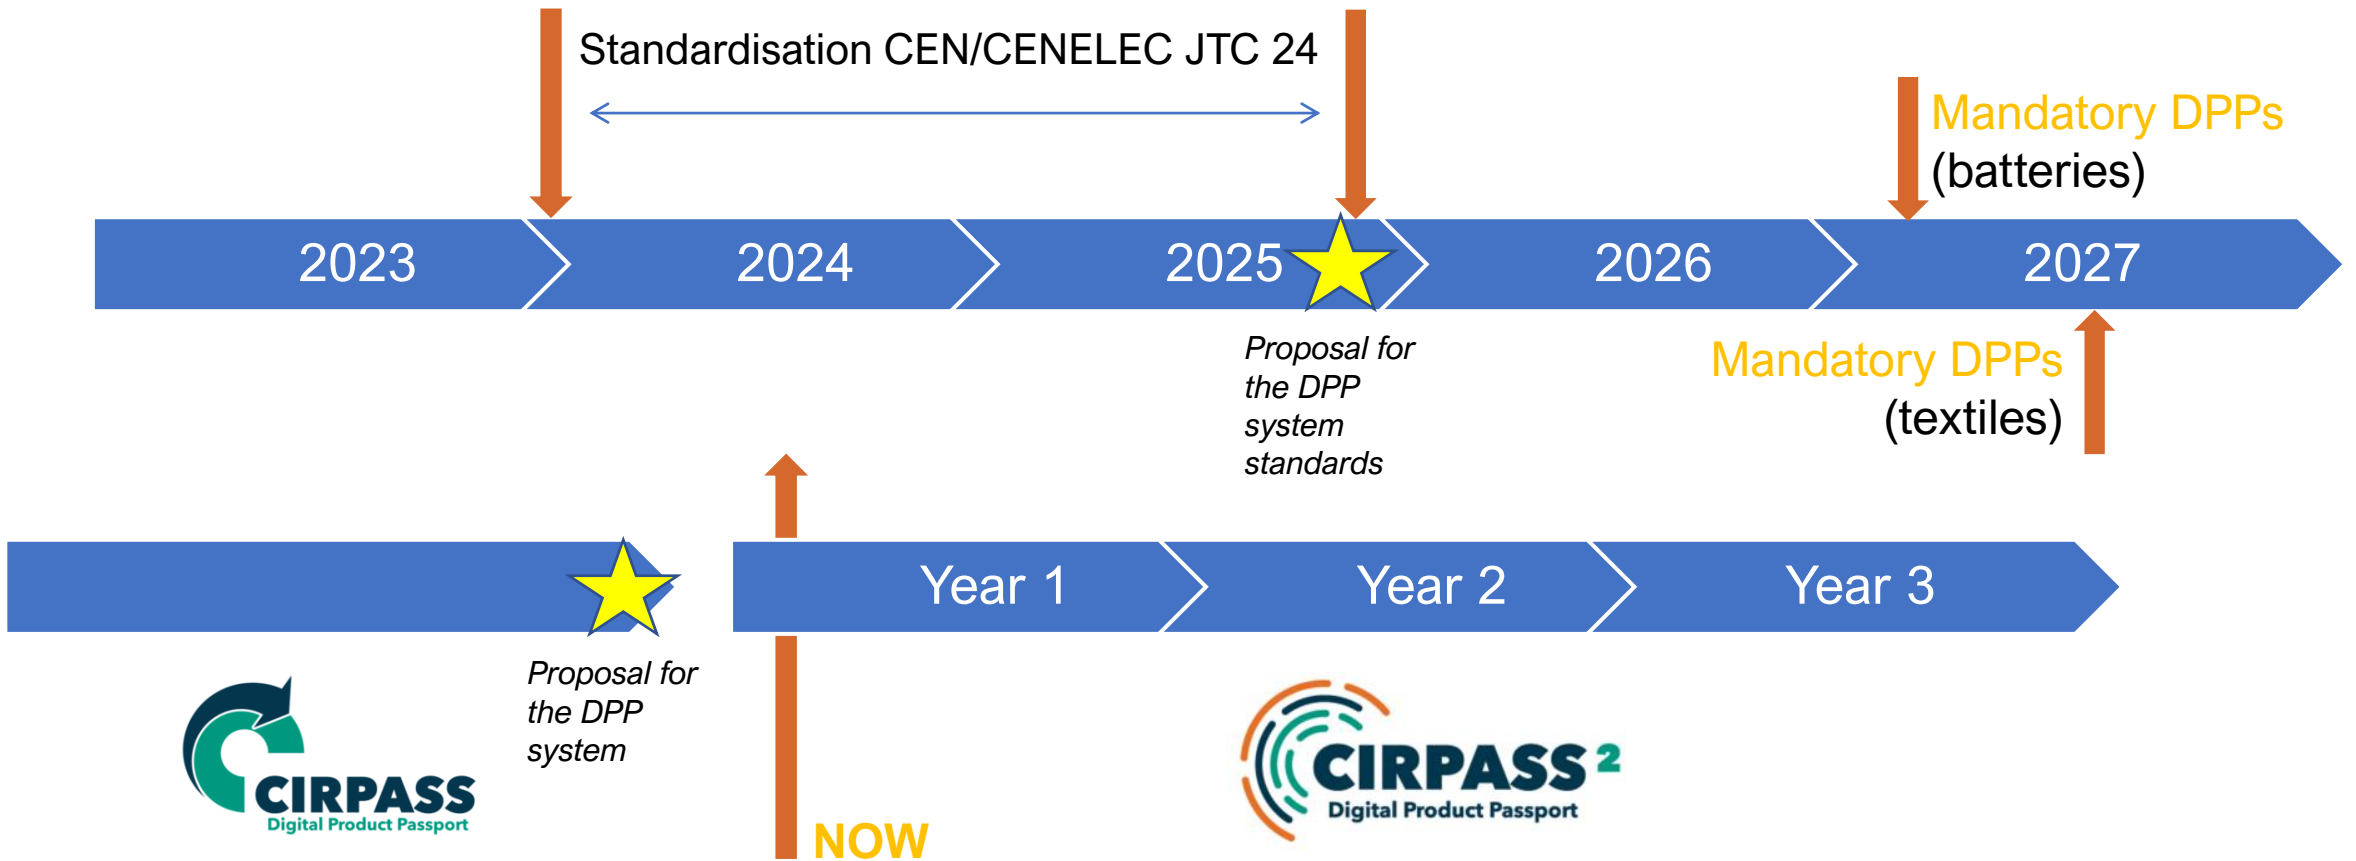 Standardisation CEN/CENELEC JTC 24
Mandatory DPPs
(batteries)
2023
2024
2025
2026
2027
Proposal for
the DPP
system
standards
Mandatory DPPs
(textiles)
Year 1
Year 2
Year 3
Proposal for
the DPP
system
CIRPASS
Digital Product Passport
NOW
CIRPASS 2
Digital Product Passport